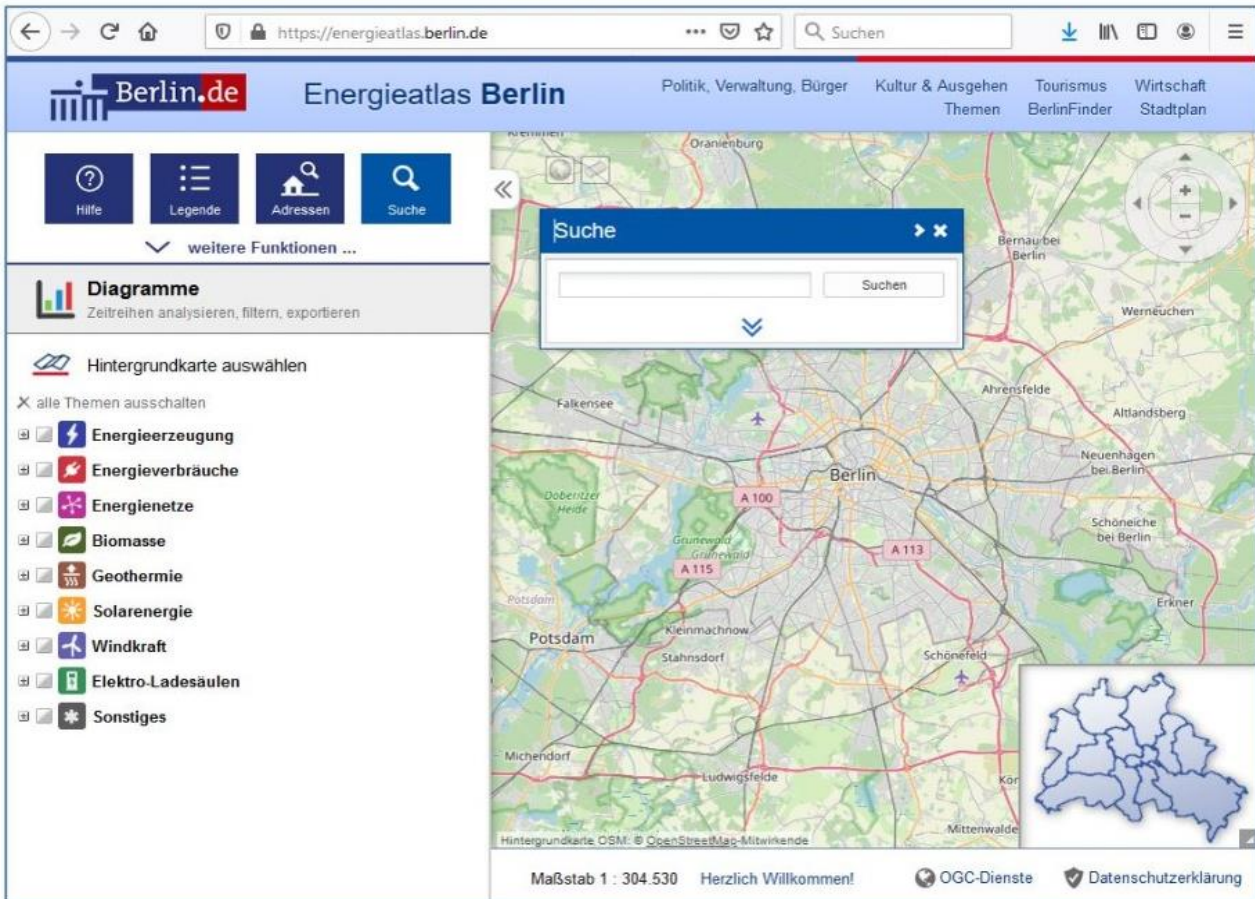 https://energieatlas.berlin.de
Suchen
Berlin.de
Energieatlas Berlin
Politik, Verwaltung, Bürger
Kultur & Ausgehen
Tourismus
Wirtschaft
Themen
BerlinFinder
Stadtplan
Hilfe
Legende
Adressen
Suche
weitere Funktionen ...
Diagramme
Zeitreihen analysieren, filtern, exportieren
Hintergrundkarte auswählen
alle Themen ausschalten
Energieerzeugung
Energieverbräuche
Energienetze
Biomasse
Geothermie
Solarenergie
Windkraft
Elektro-Ladesäulen
Sonstiges
Kremmen
Oranienburg
Suche
Suchen
Bernau bei
Berlin
Werneuchen
Ahrensfelde
Falkensee
Altlandsberg
Neuenhagen
bei Berlin
Berlin
Döberitzer
Heide
A 100
Schöneiche
bei Berlin
Grunewald
Grunewald
A 113
A 115
Potsdam
Erkner
Potsdam
Kleinmachnow
Stahnsdorf
Schönefeld
Michendorf
Ludwigsfelde
Kön
Mittenwalde
Hintergrundkarte OSM: © OpenStreetMap-Mitwirkende
Maßstab 1 : 304.530
Herzlich Willkommen!
OGC-Dienste
Datenschutzerklärung